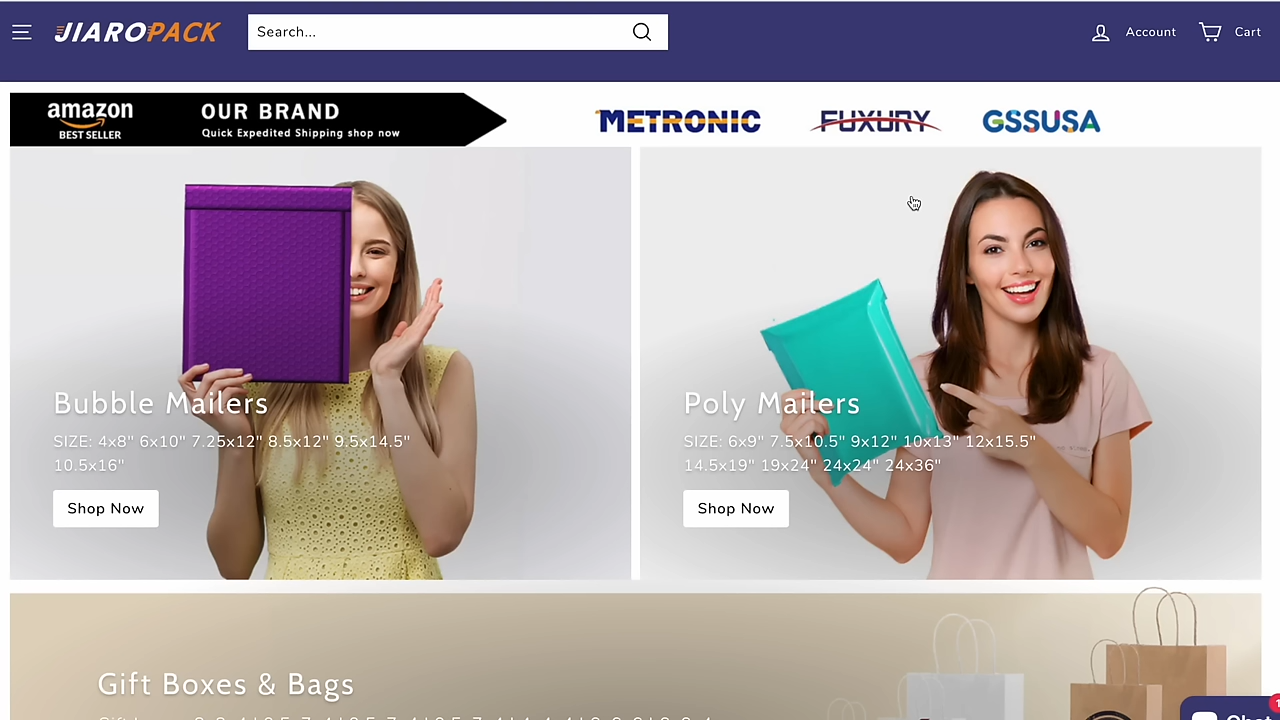 JIAROPACK
Search...
Account
Cart
amazon
BEST SELLER
OUR BRAND
Quick Expedited Shipping shop now
METRONIC
FUXURY
GSSUSA
Bubble Mailers
SIZE: 4x8" 6x10" 7.25x12" 8.5x12" 9.5x14.5"
10.5x16"
Shop Now
Poly Mailers
SIZE: 6x9" 7.5x10.5" 9x12" 10x13" 12x15.5"
14.5x19" 19x24" 24x24" 24x36"
Shop Now
Gift Boxes & Bags
Chat